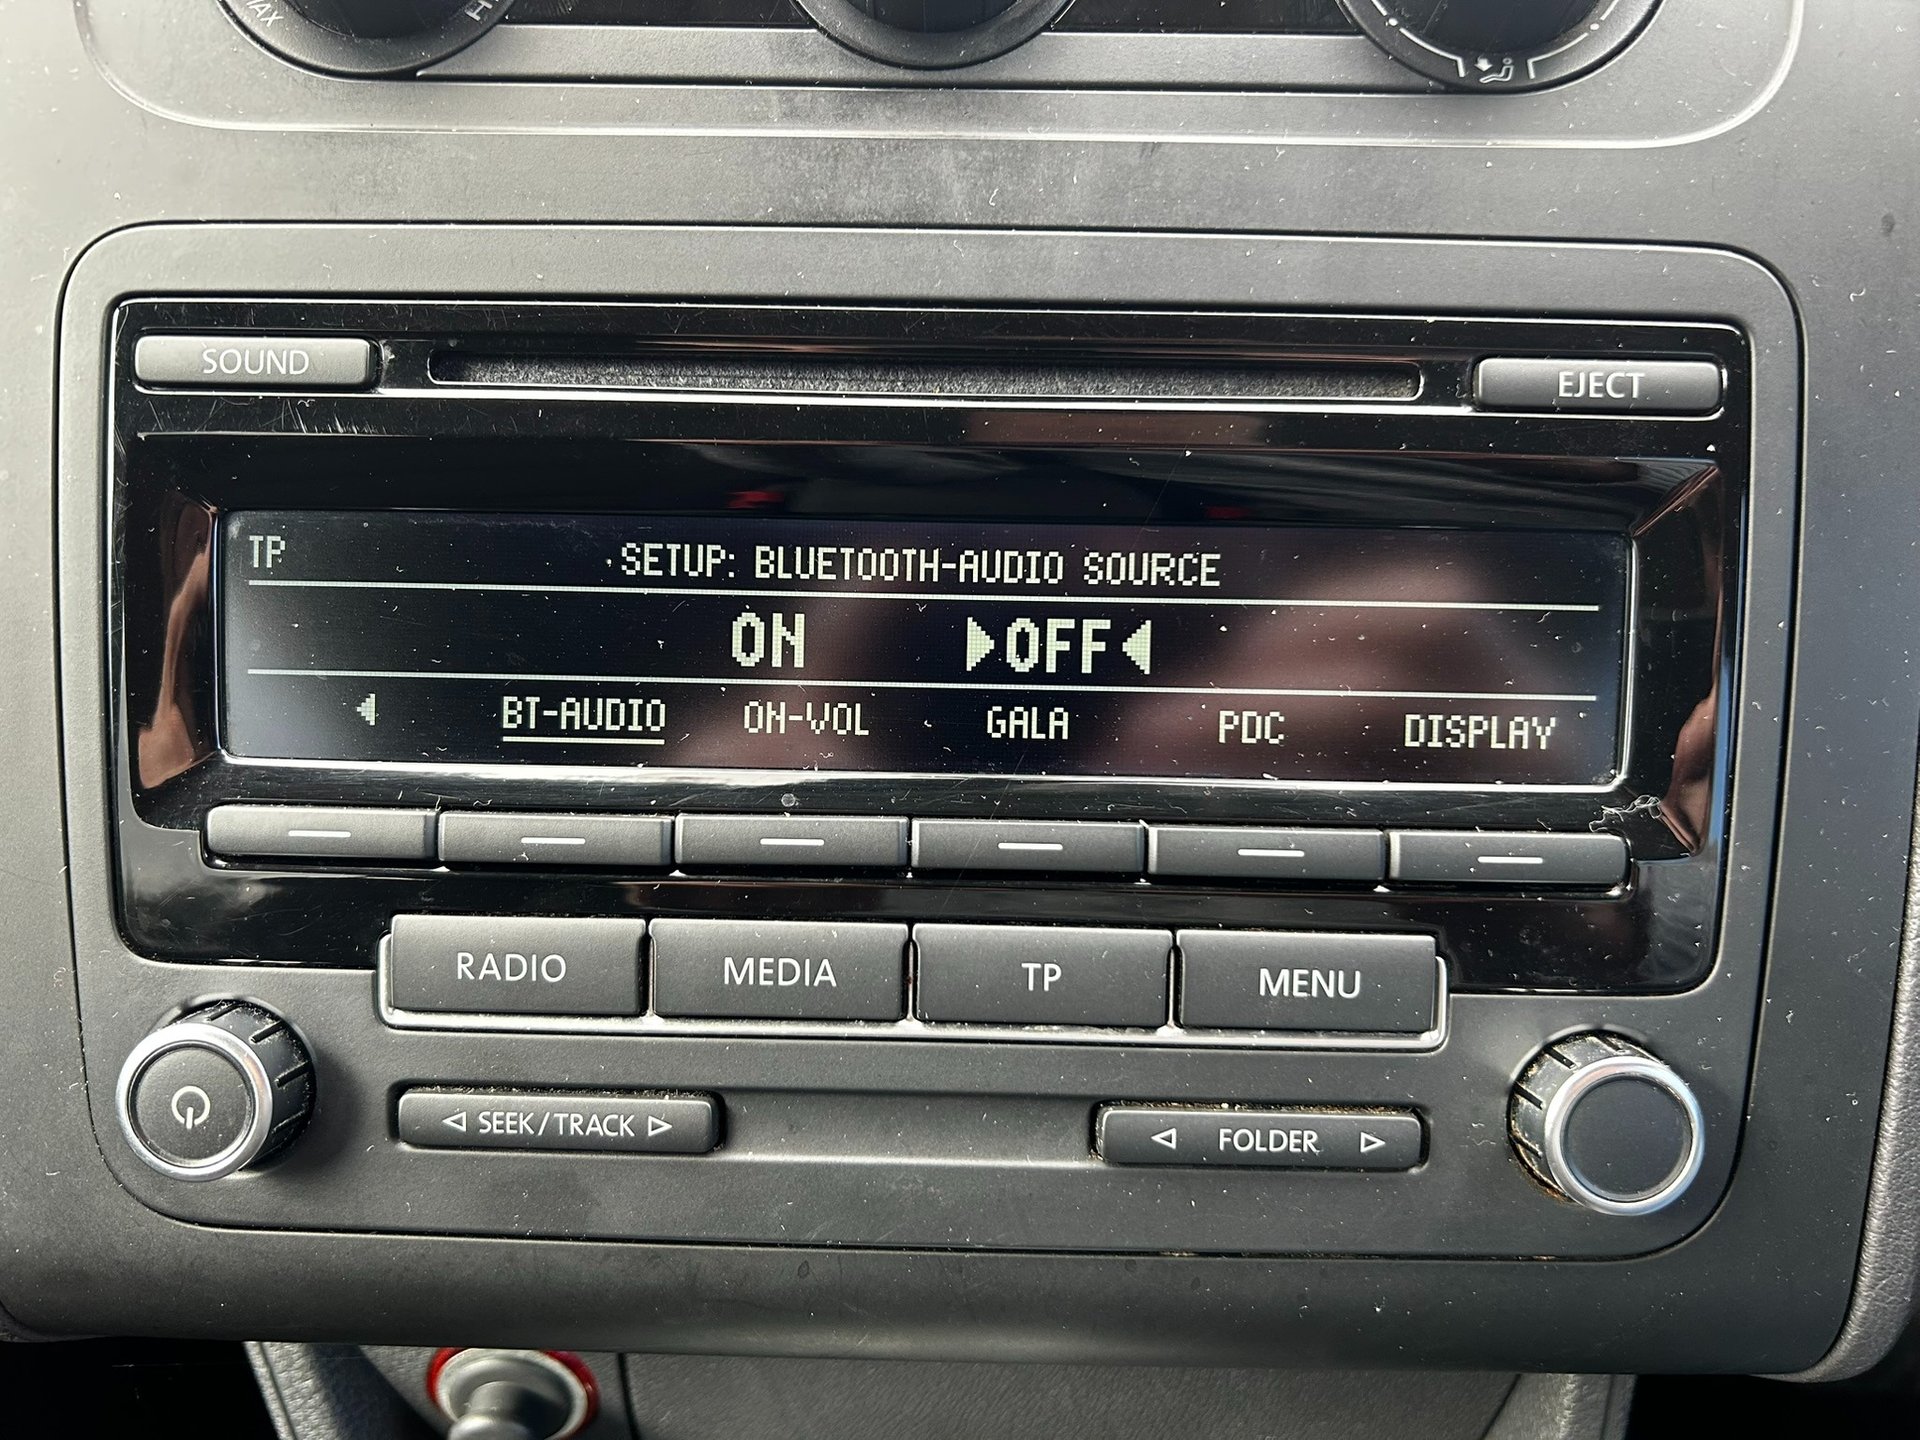 MAX
SOUND
EJECT
TP
SETUP: BLUETOOTH-AUDIO SOURCE
ON ▶OFF◀
◀ BT-AUDIO ON-VOL GALA PDC DISPLAY
RADIO MEDIA TP MENU
◁ SEEK/TRACK ▷
◁ FOLDER ▷